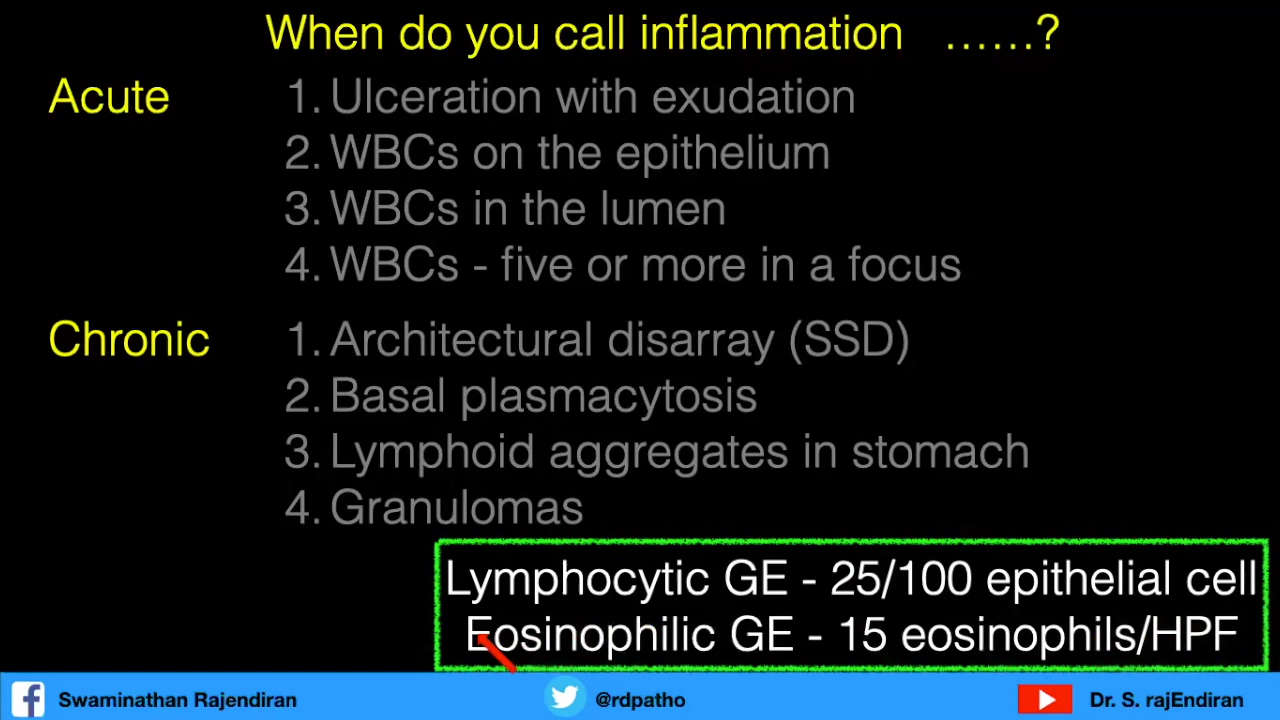 When do you call inflammation ......?
Acute
1. Ulceration with exudation
2. WBCs on the epithelium
3. WBCs in the lumen
4. WBCs - five or more in a focus
Chronic
1. Architectural disarray (SSD)
2. Basal plasmacytosis
3. Lymphoid aggregates in stomach
4. Granulomas
Lymphocytic GE - 25/100 epithelial cell
Eosinophilic GE - 15 eosinophils/HPF
Swaminathan Rajendiran @rdpatho Dr. S. rajEndiran